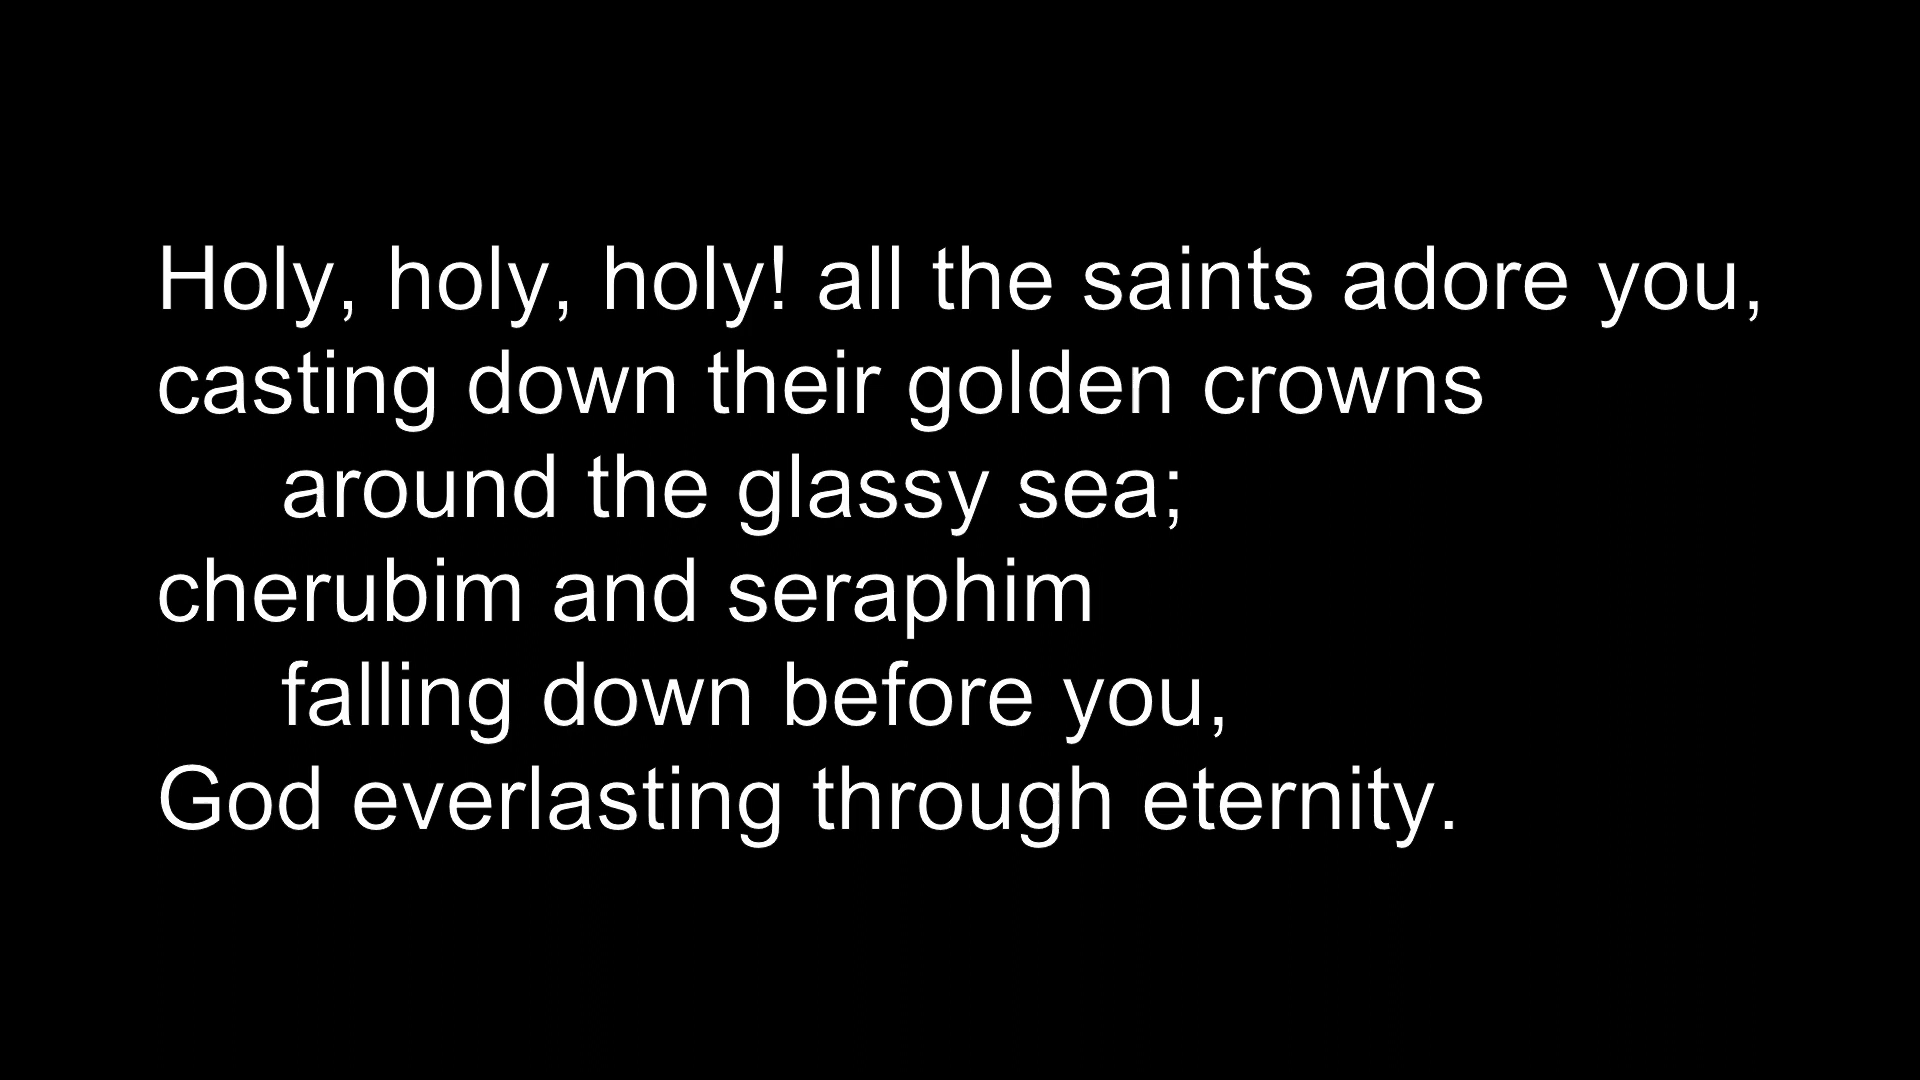 Holy, holy, holy! all the saints adore you,
casting down their golden crowns
around the glassy sea;
cherubim and seraphim
falling down before you,
God everlasting through eternity.